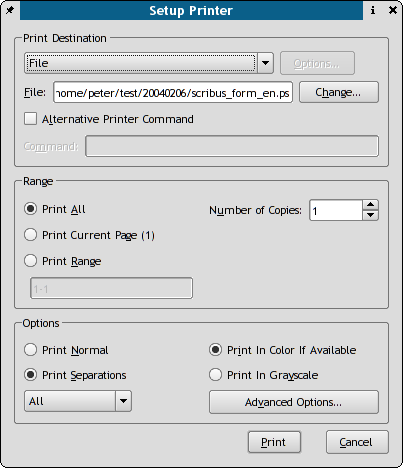 Setup Printer
Print Destination
File
Options...
File: home/peter/test/20040206/scribus_form_en.ps Change...
Alternative Printer Command
Command:
Range
Print All Number of Copies: 1
Print Current Page (1)
Print Range
1-1
Options
Print Normal Print In Color If Available
Print Separations Print In Grayscale
All Advanced Options...
Print Cancel